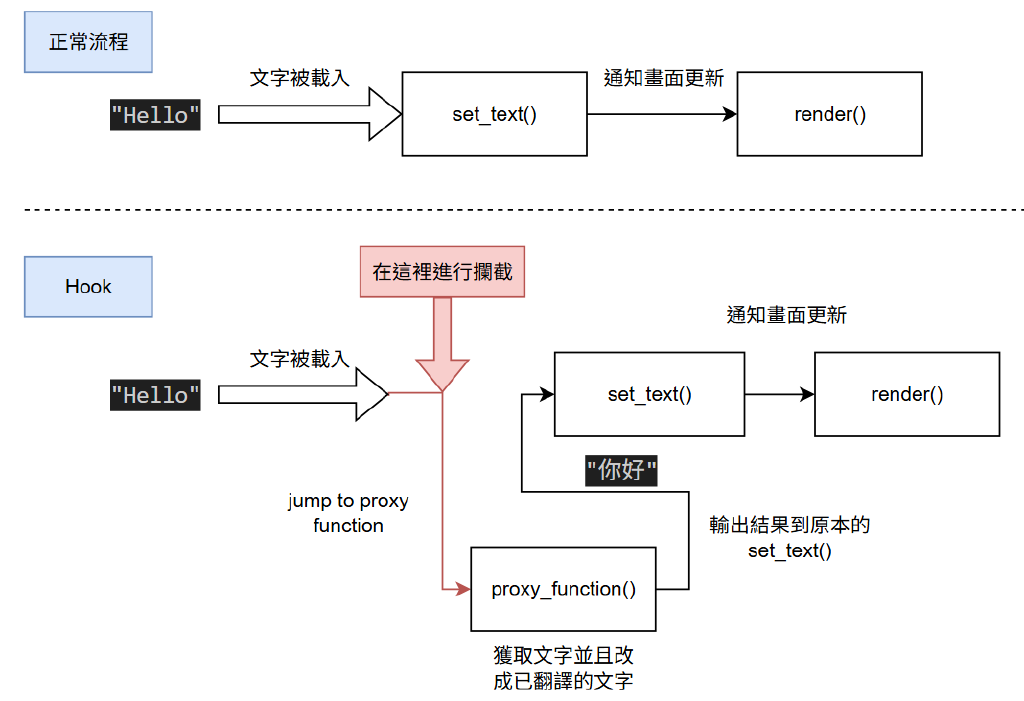 正常流程
文字被載入
通知畫面更新
"Hello"
set_text()
render()
Hook
在這裡進行攔截
通知畫面更新
文字被載入
"Hello"
set_text()
render()
"你好"
jump to proxy
function
輸出結果到原本的
set_text()
proxy_function()
獲取文字並且改
成已翻譯的文字